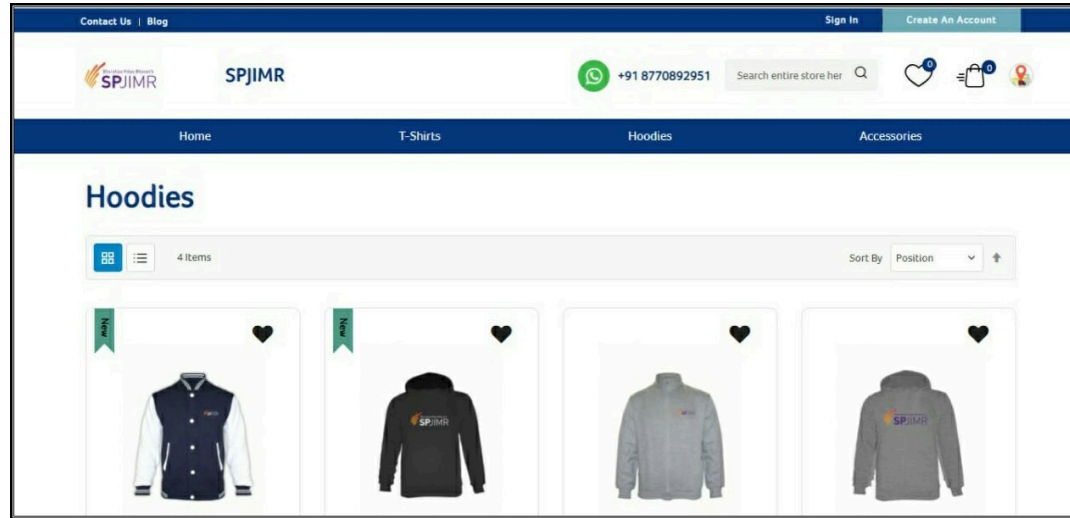 Contact Us | Blog
Sign In
Create An Account
SPJIMR
SPJIMR
+91 8770892951
Search entire store her
0
0
Home
T-Shirts
Hoodies
Accessories
Hoodies
4 Items
Sort By
Position
New
New
SPJIMR
SPJIMR